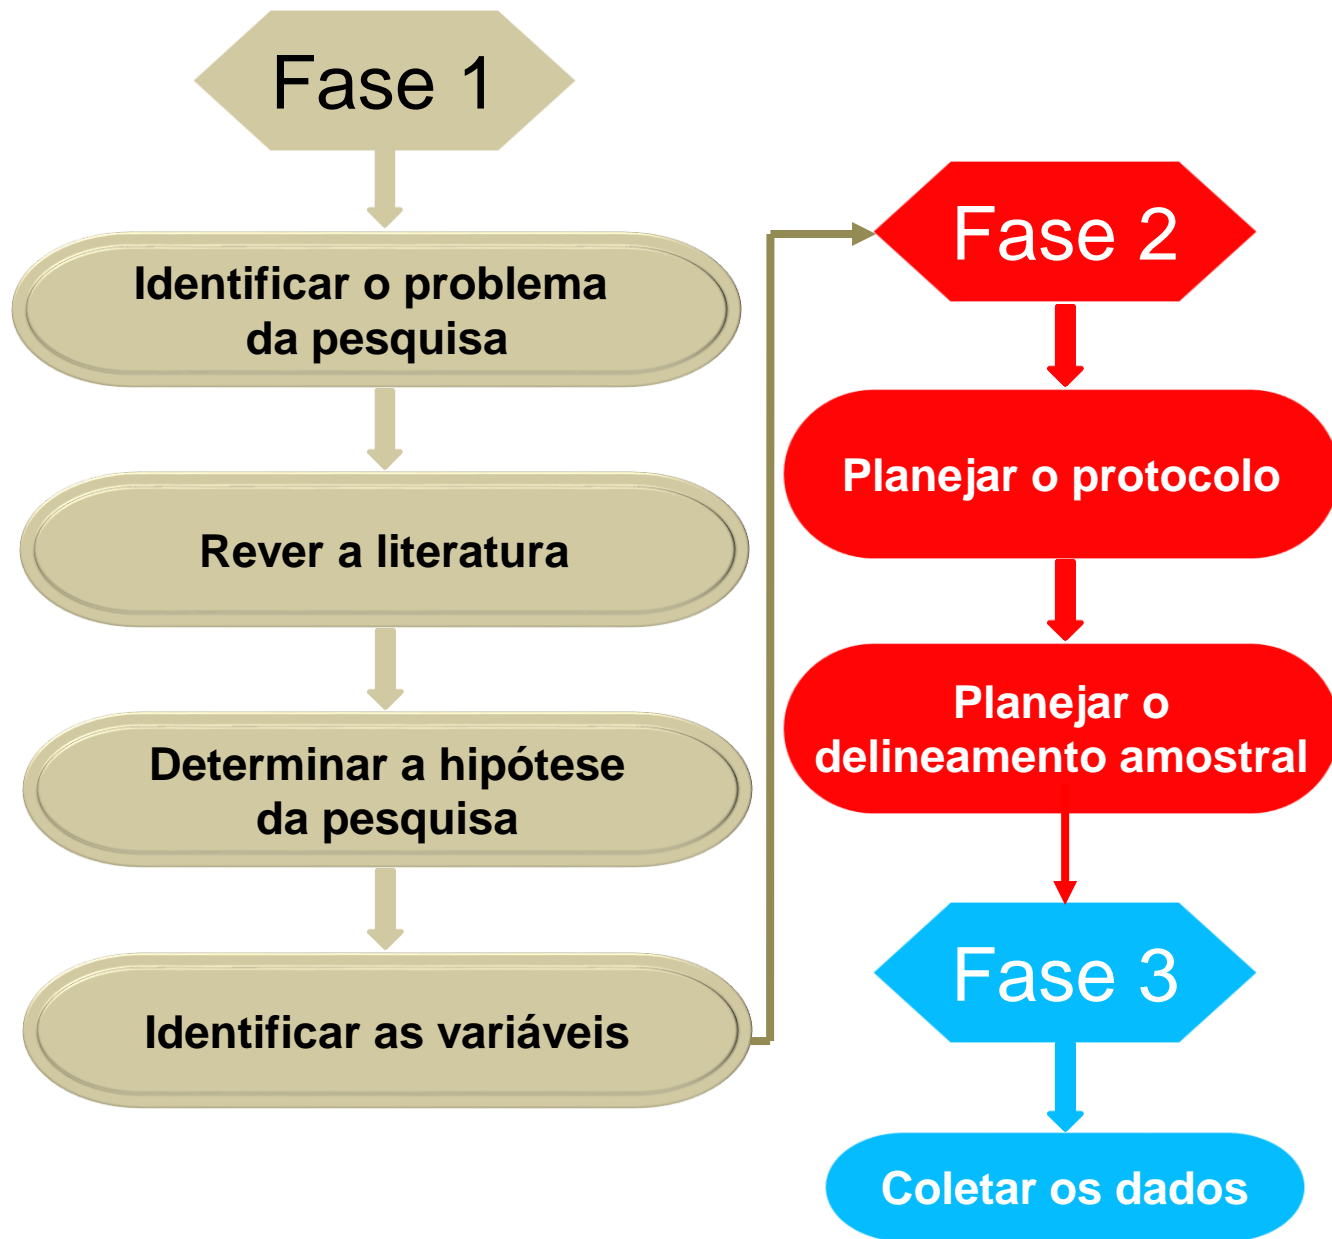 Fase 1
Identificar o problema
da pesquisa
Rever a literatura
Determinar a hipótese
da pesquisa
Identificar as variáveis
Fase 2
Planejar o protocolo
Planejar o
delineamento amostral
Fase 3
Coletar os dados